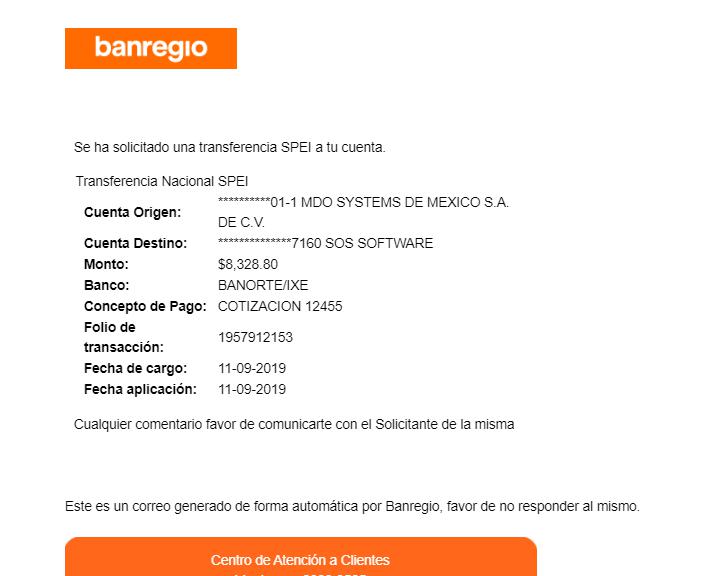 banregio
Se ha solicitado una transferencia SPEI a tu cuenta.
Transferencia Nacional SPEI
Cuenta Origen: **********01-1 MDO SYSTEMS DE MEXICO S.A.
DE C.V.
Cuenta Destino: **************7160 SOS SOFTWARE
Monto: $8,328.80
Banco: BANORTE/IXE
Concepto de Pago: COTIZACION 12455
Folio de
transacción: 1957912153
Fecha de cargo: 11-09-2019
Fecha aplicación: 11-09-2019
Cualquier comentario favor de comunicarte con el Solicitante de la misma
Este es un correo generado de forma automática por Banregio, favor de no responder al mismo.
Centro de Atención a Clientes